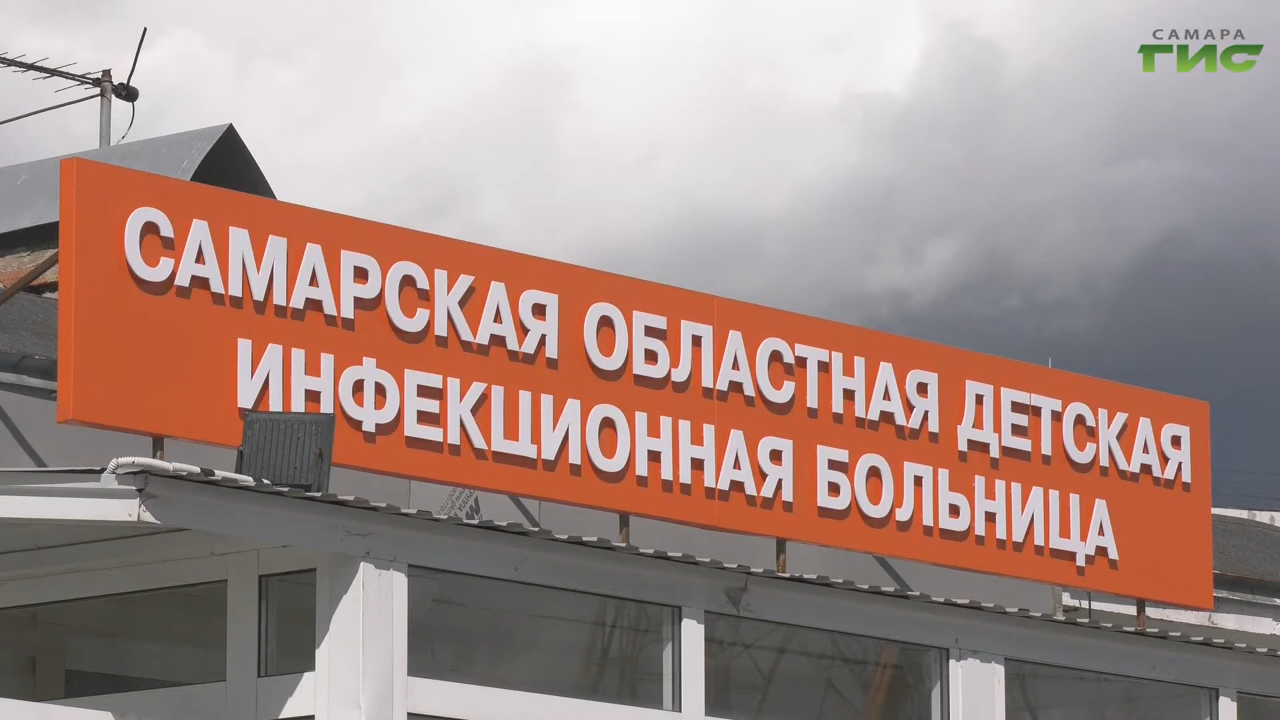 САМАРА
ГИС
САМАРСКАЯ ОБЛАСТНАЯ ДЕТСКАЯ
ИНФЕКЦИОННАЯ БОЛЬНИЦА